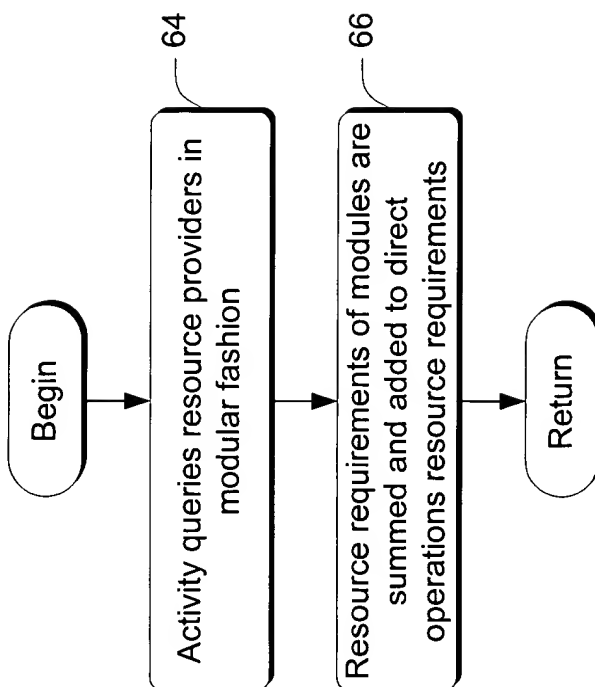 Begin
64
Activity queries resource providers in
modular fashion
66
Resource requirements of modules are
summed and added to direct
operations resource requirements
Return